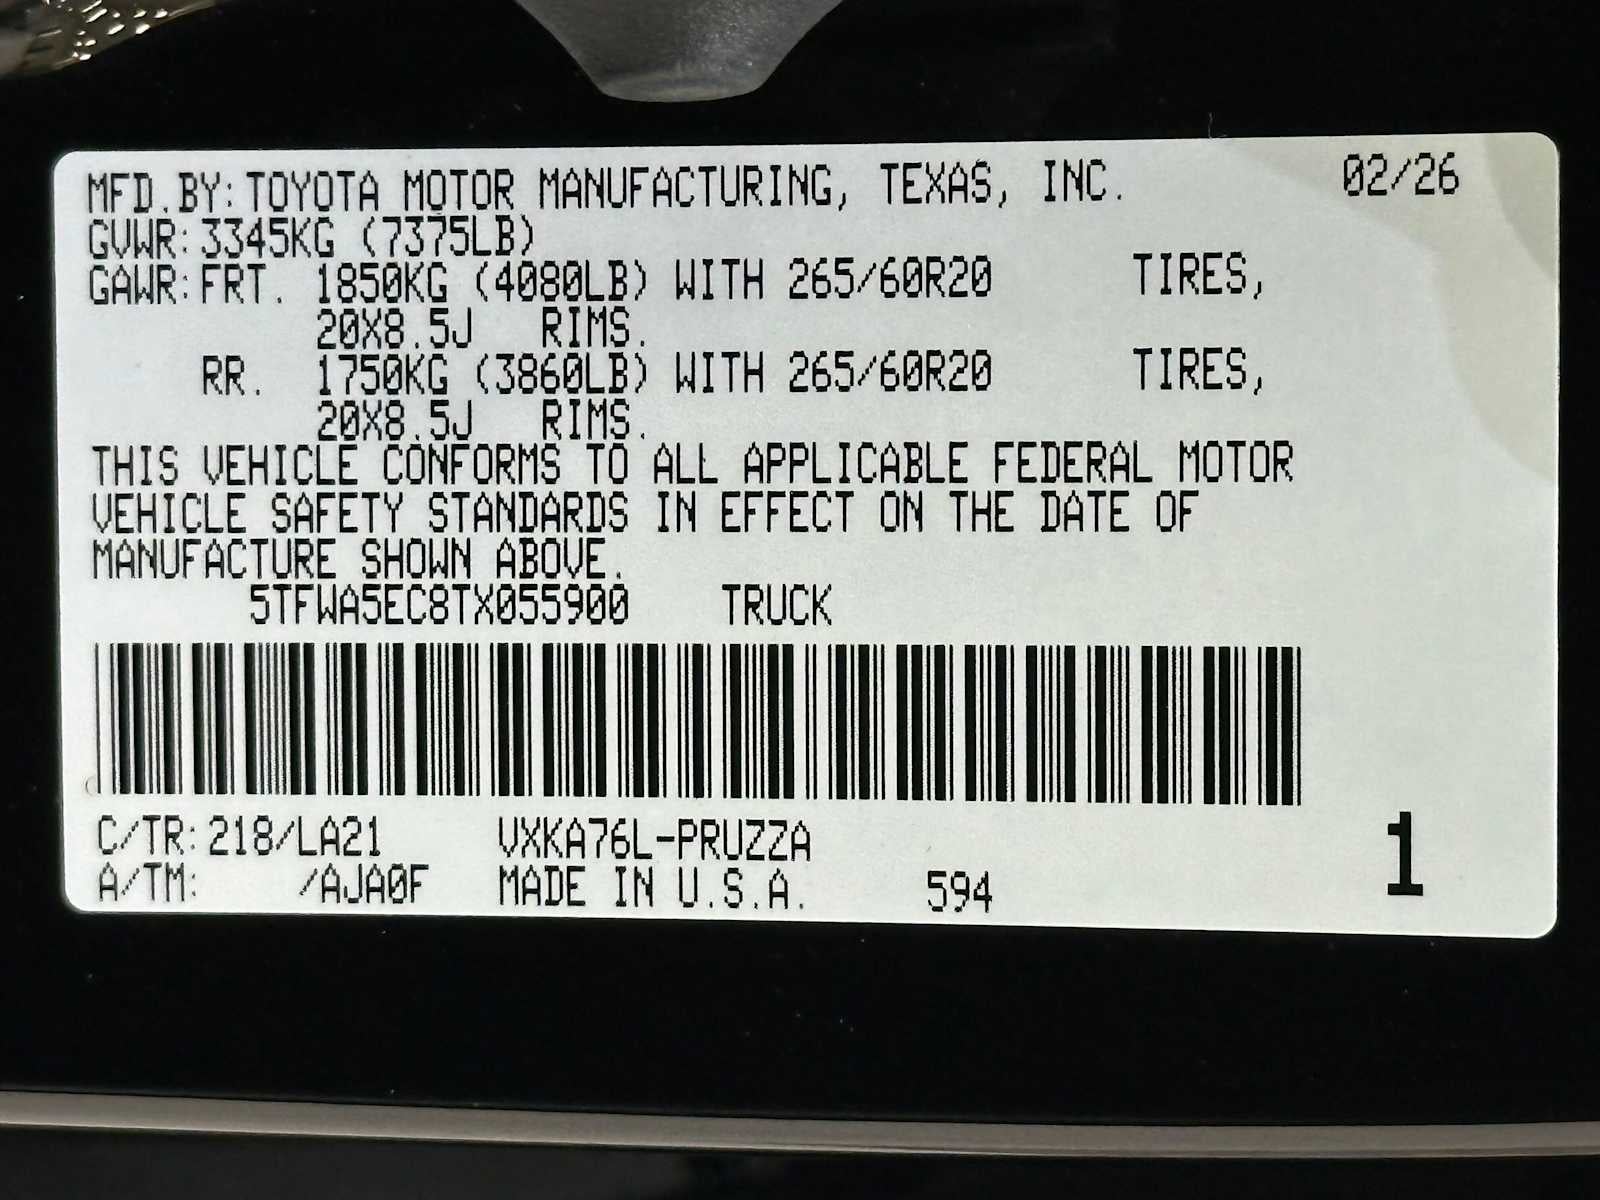 MFD.BY:TOYOTA MOTOR MANUFACTURING, TEXAS, INC. 02/26
GVWR:3345KG (7375LB)
GAWR:FRT. 1850KG (4080LB) WITH 265/60R20 TIRES,
20X8.5J RIMS.
RR. 1750KG (3860LB) WITH 265/60R20 TIRES,
20X8.5J RIMS.
THIS VEHICLE CONFORMS TO ALL APPLICABLE FEDERAL MOTOR
VEHICLE SAFETY STANDARDS IN EFFECT ON THE DATE OF
MANUFACTURE SHOWN ABOVE.
5TFWA5EC8TX055900 TRUCK
C/TR:218/LA21 VXKA76L-PRUZZA
A/TM: /AJA0F MADE IN U.S.A. 594 1